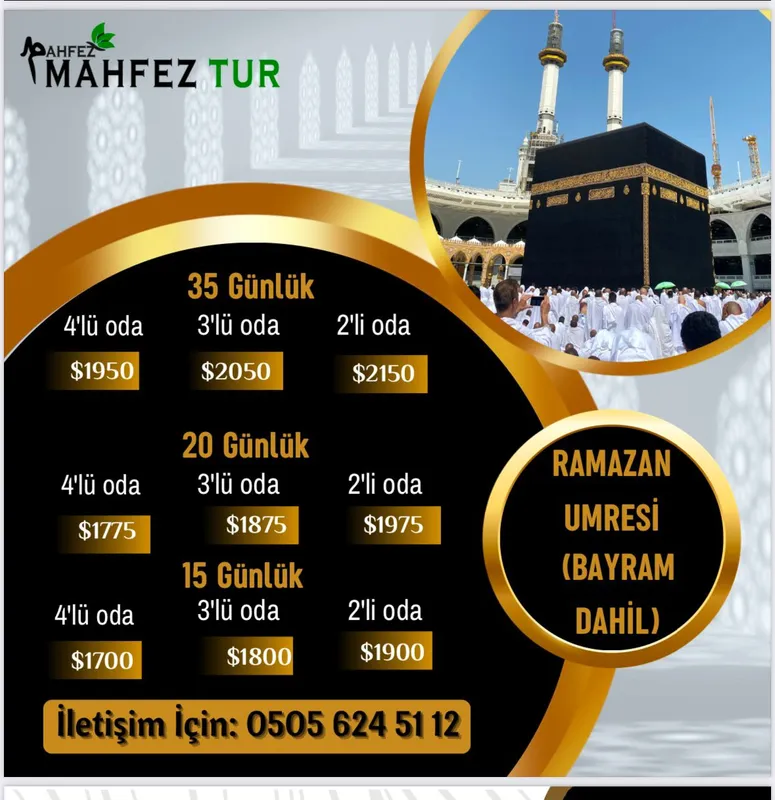 AHFEZ
MAHFEZ TUR
35 Günlük
4'lü oda 3'lü oda 2'li oda
$1950 $2050 $2150
20 Günlük
4'lü oda 3'lü oda 2'li oda
$1775 $1875 $1975
15 Günlük
4'lü oda 3'lü oda 2'li oda
$1700 $1800 $1900
İletişim İçin: 0505 624 51 12
RAMAZAN
UMRESİ
(BAYRAM
DAHİL)